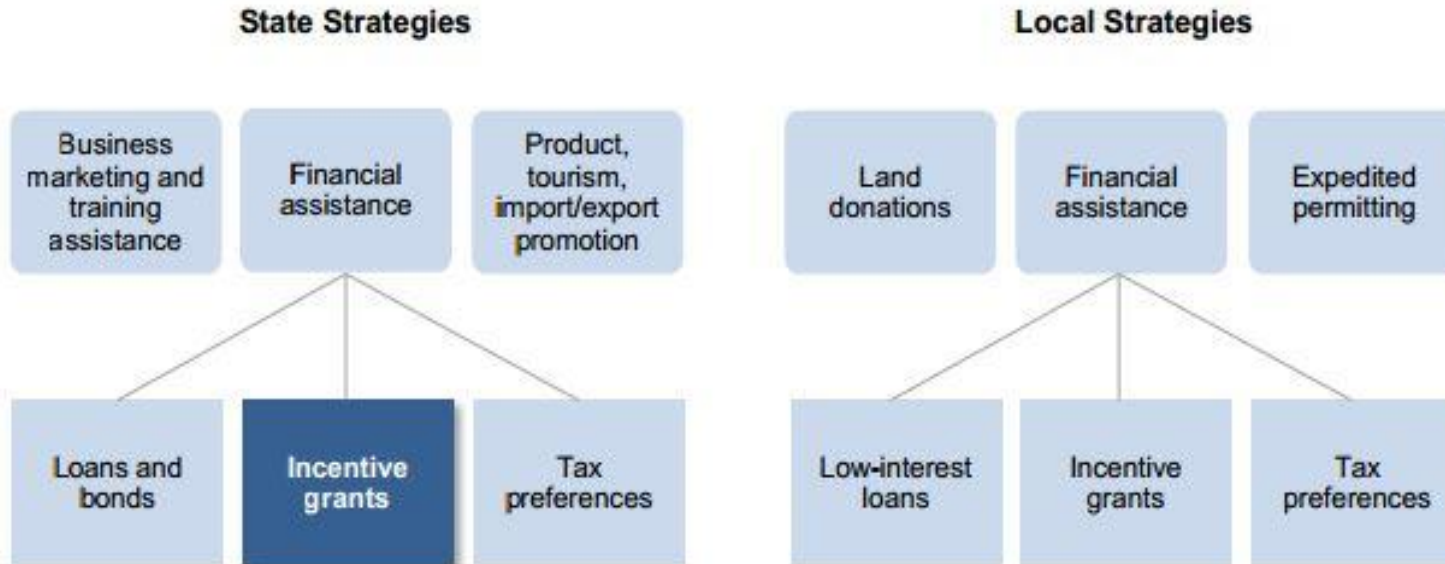 State Strategies
Local Strategies
Business
marketing and
training
assistance
Financial
assistance
Product,
tourism,
import/export
promotion
Land
donations
Financial
assistance
Expedited
permitting
Loans and
bonds
Incentive
grants
Tax
preferences
Low-interest
loans
Incentive
grants
Tax
preferences